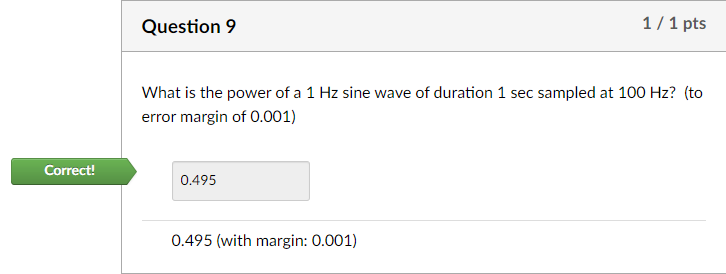 Question 9
1 / 1 pts
What is the power of a 1 Hz sine wave of duration 1 sec sampled at 100 Hz? (to
error margin of 0.001)
Correct!
0.495
0.495 (with margin: 0.001)